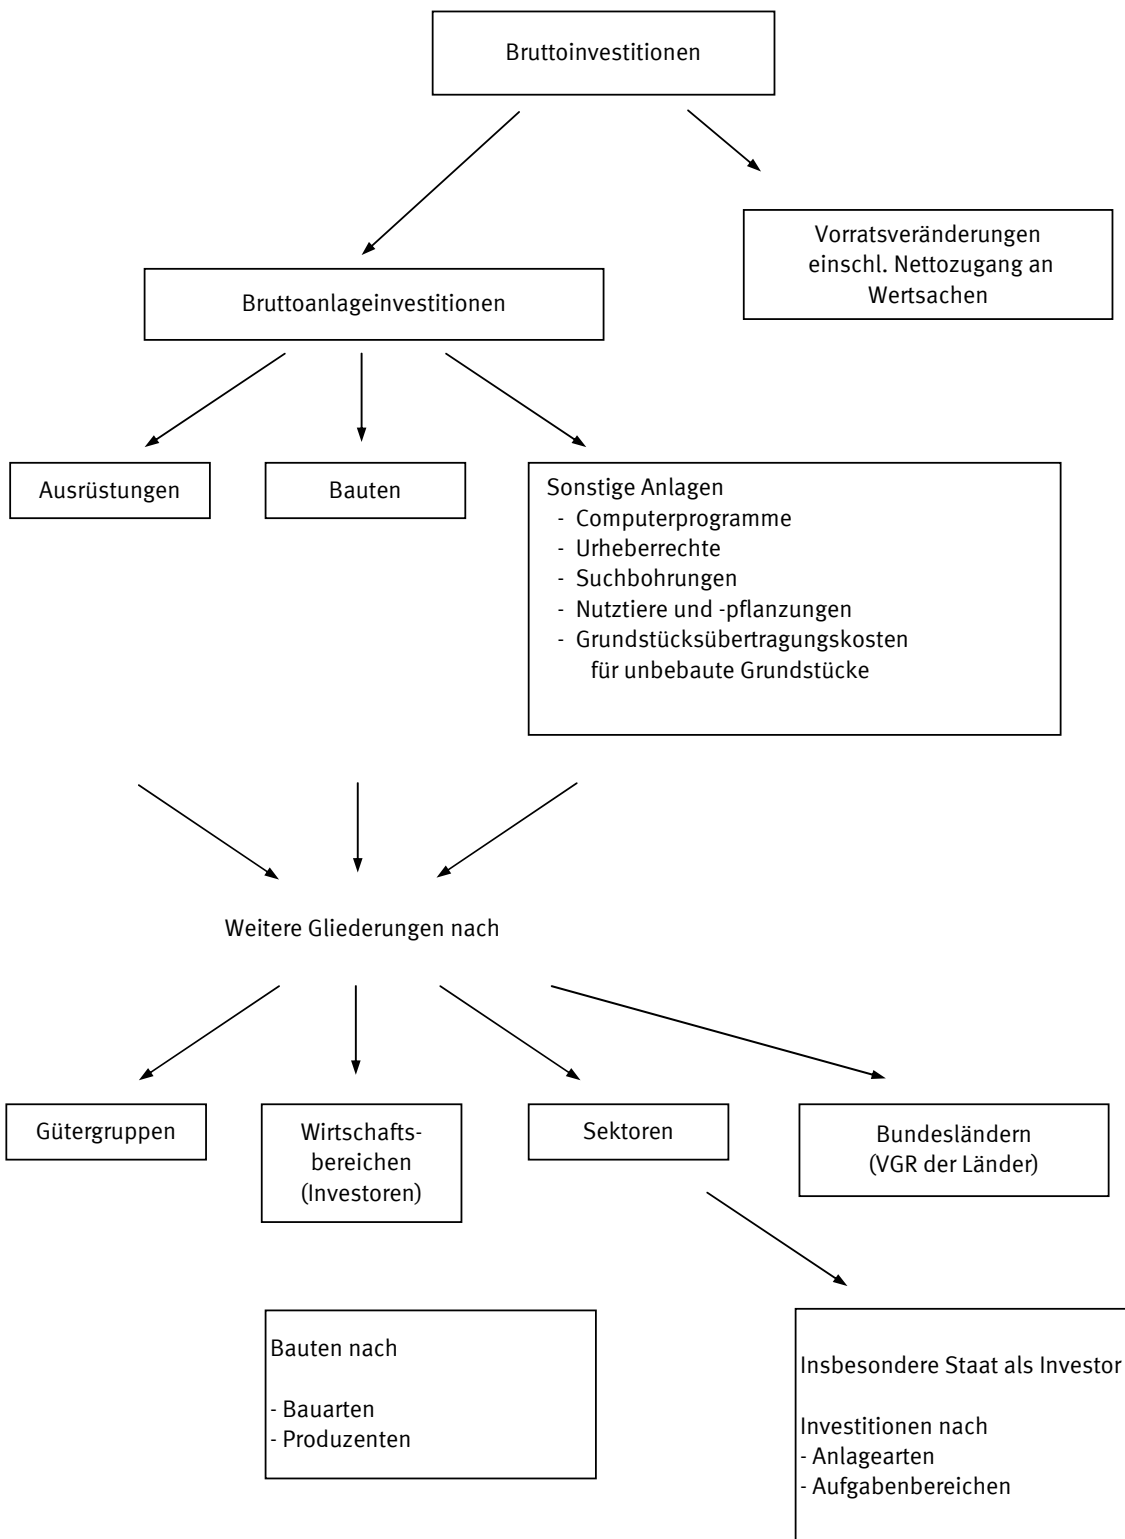 Bruttoinvestitionen
Vorratsveränderungen
einschl. Nettozugang an
Wertsachen
Bruttoanlageinvestitionen
Ausrüstungen
Bauten
Sonstige Anlagen
- Computerprogramme
- Urheberrechte
- Suchbohrungen
- Nutztiere und -pflanzungen
- Grundstücksübertragungskosten
für unbebaute Grundstücke
Weitere Gliederungen nach
Gütergruppen
Wirtschafts-
bereichen
(Investoren)
Sektoren
Bundesländern
(VGR der Länder)
Bauten nach
- Bauarten
- Produzenten
Insbesondere Staat als Investor
Investitionen nach
- Anlagearten
- Aufgabenbereichen